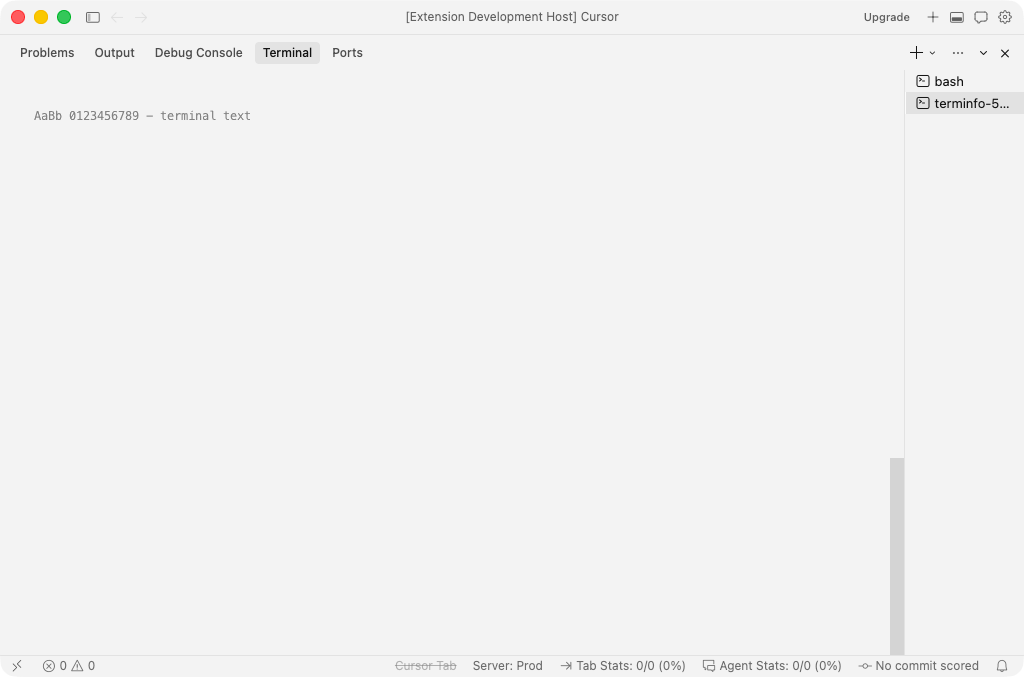 [Extension Development Host] Cursor
Upgrade
Problems Output Debug Console Terminal Ports
bash
AaBb 0123456789 – terminal text
terminfo-5...
0 0 Cursor Tab Server: Prod Tab Stats: 0/0 (0%) Agent Stats: 0/0 (0%) No commit scored